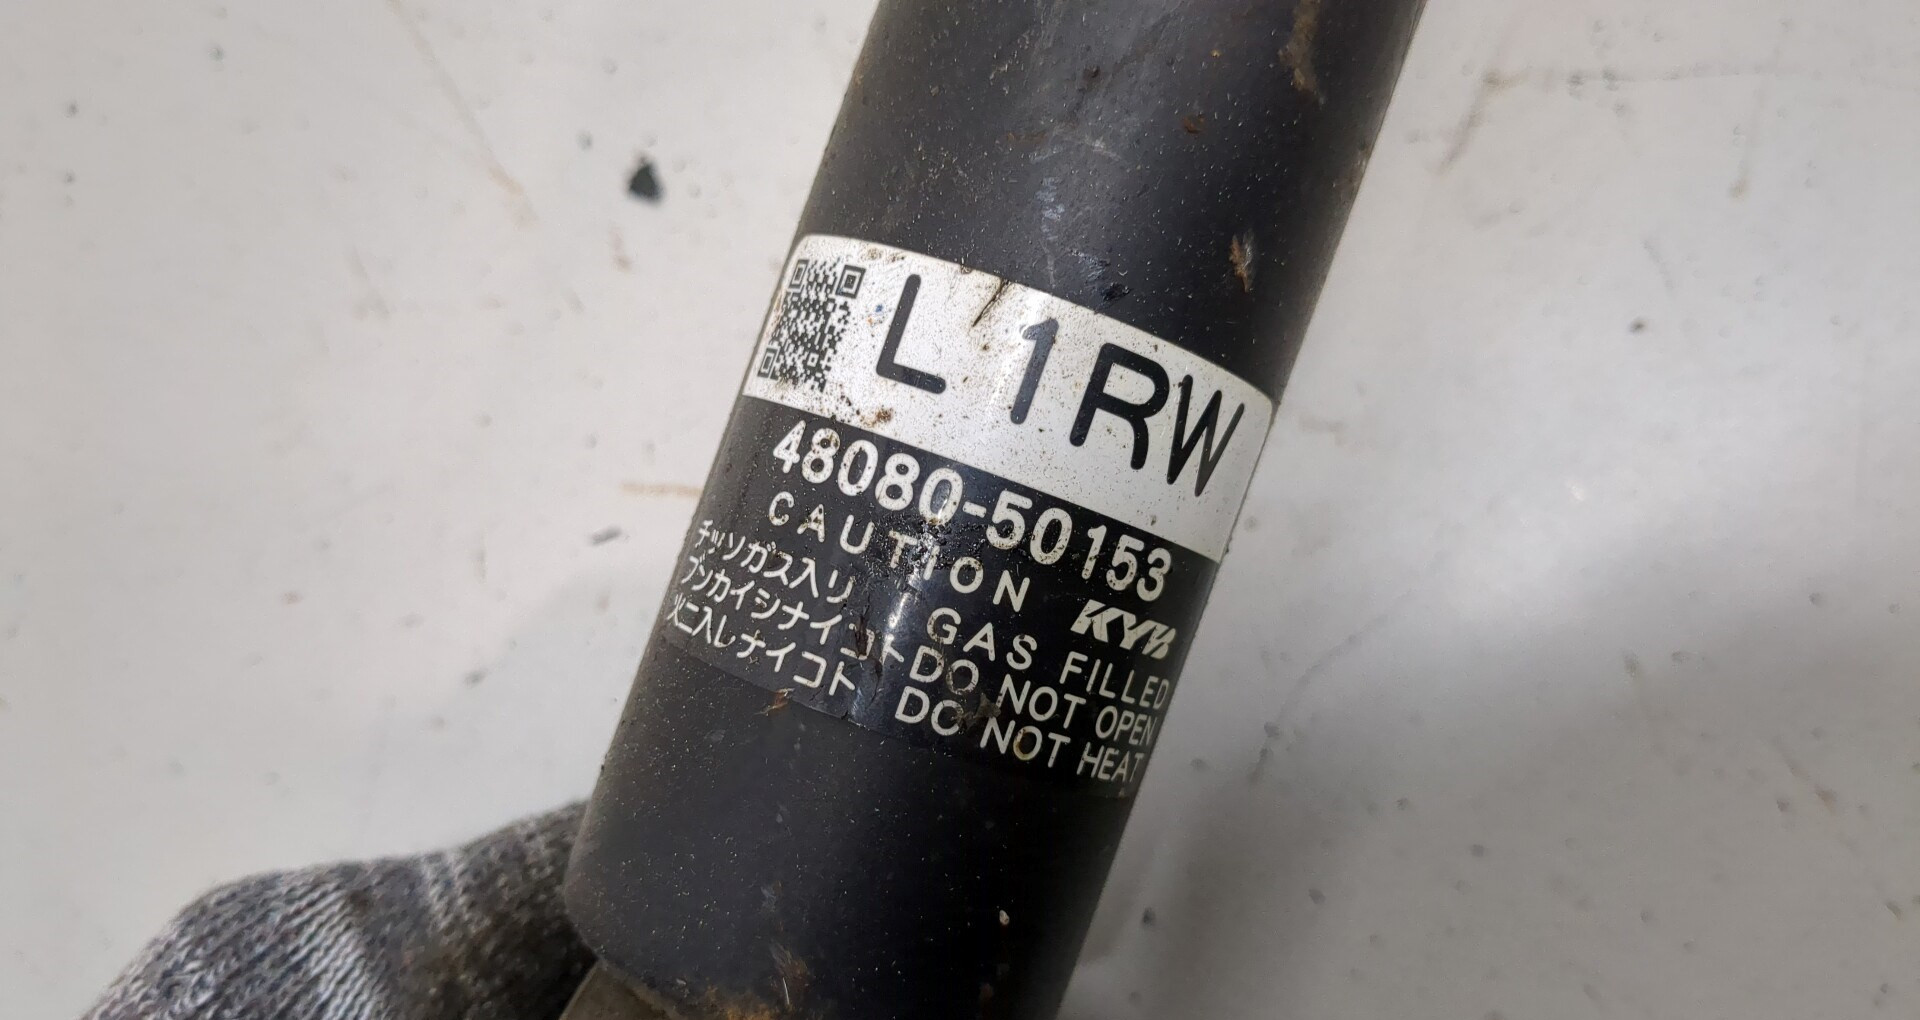 L1RW
48080-50153
CAUTION KYB
チッソガス入リ GAS FILLED
ブンカイシナイコト DO NOT OPEN
火ニ入レナイコト DO NOT HEAT